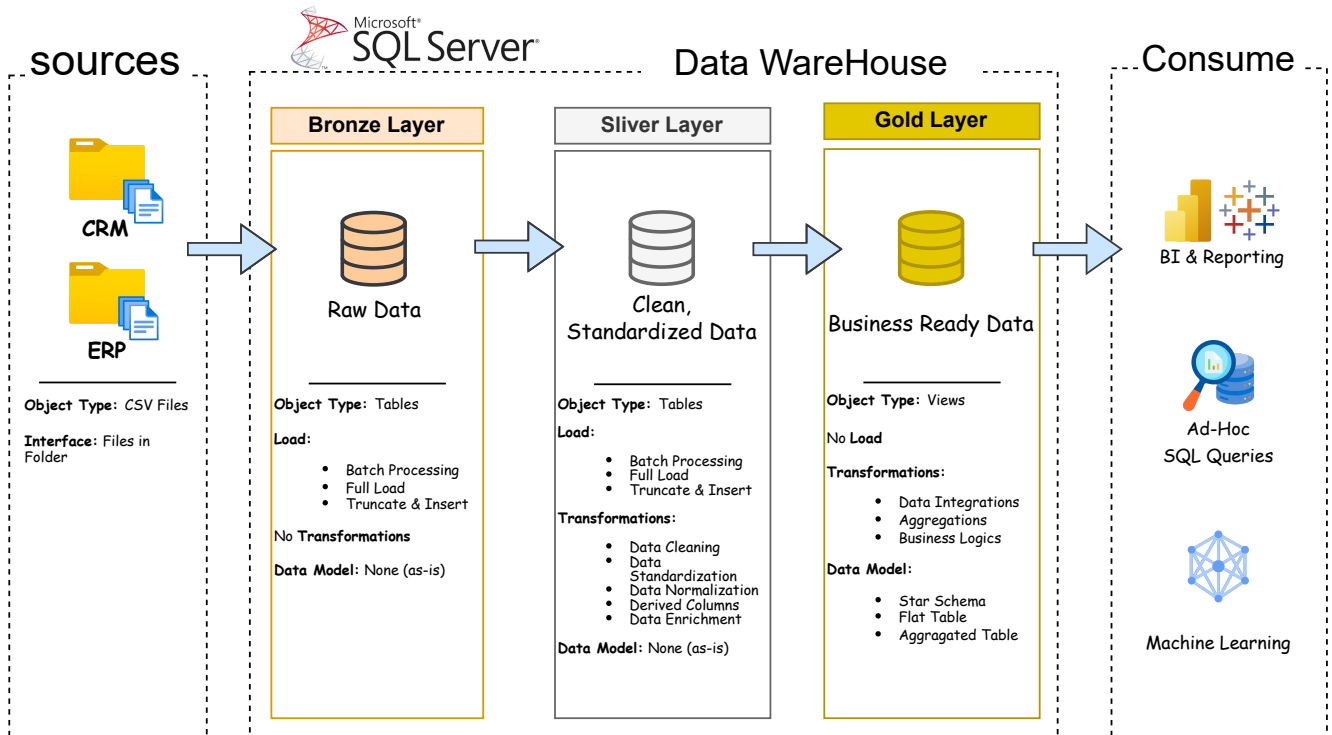 sources
CRM
ERP
Object Type: CSV Files
Interface: Files in
Folder
Microsoft®
SQL Server®
Data WareHouse
Bronze Layer
Raw Data
Object Type: Tables
Load:
Batch Processing
Full Load
Truncate & Insert
No Transformations
Data Model: None (as-is)
Sliver Layer
Clean,
Standardized Data
Object Type: Tables
Load:
Batch Processing
Full Load
Truncate & Insert
Transformations:
Data Cleaning
Data
Standardization
Data Normalization
Derived Columns
Data Enrichment
Data Model: None (as-is)
Gold Layer
Business Ready Data
Object Type: Views
No Load
Transformations:
Data Integrations
Aggregations
Business Logics
Data Model:
Star Schema
Flat Table
Aggragated Table
Consume
BI & Reporting
Ad-Hoc
SQL Queries
Machine Learning